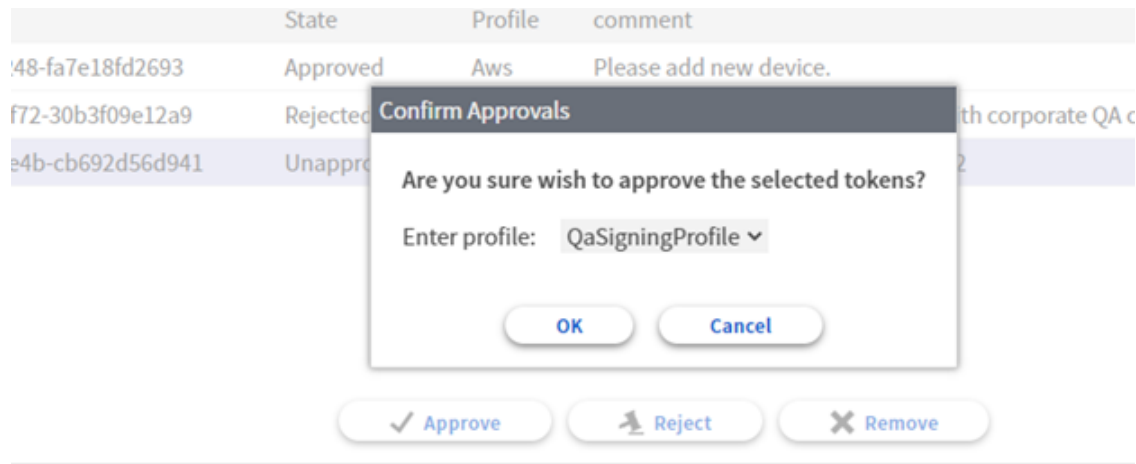 State Profile comment
248-fa7e18fd2693 Approved Aws Please add new device.
f72-30b3f09e12a9 Rejected th corporate QA
e4b-cb692d56d941 Unappro 2
Confirm Approvals
Are you sure wish to approve the selected tokens?
Enter profile: QaSigningProfile
OK Cancel
Approve Reject Remove